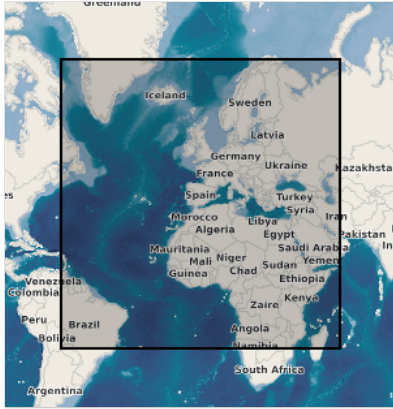 Greenland
Iceland
Sweden
Latvia
Germany
Ukraine
France
Kazakhsta
Spain
Turkey
es
Syria
Morocco
Libya
Iran
Algeria
Egypt
Pakistan
Mauritania
Saudi Arabia
In
Mali
Niger
Yemen
Guinea
Chad
Sudan
Venezuela
Ethiopia
Colombia
Zaire
Kenya
Peru
Brazil
Angola
Bolivia
Namibia
South Africa
Argentina